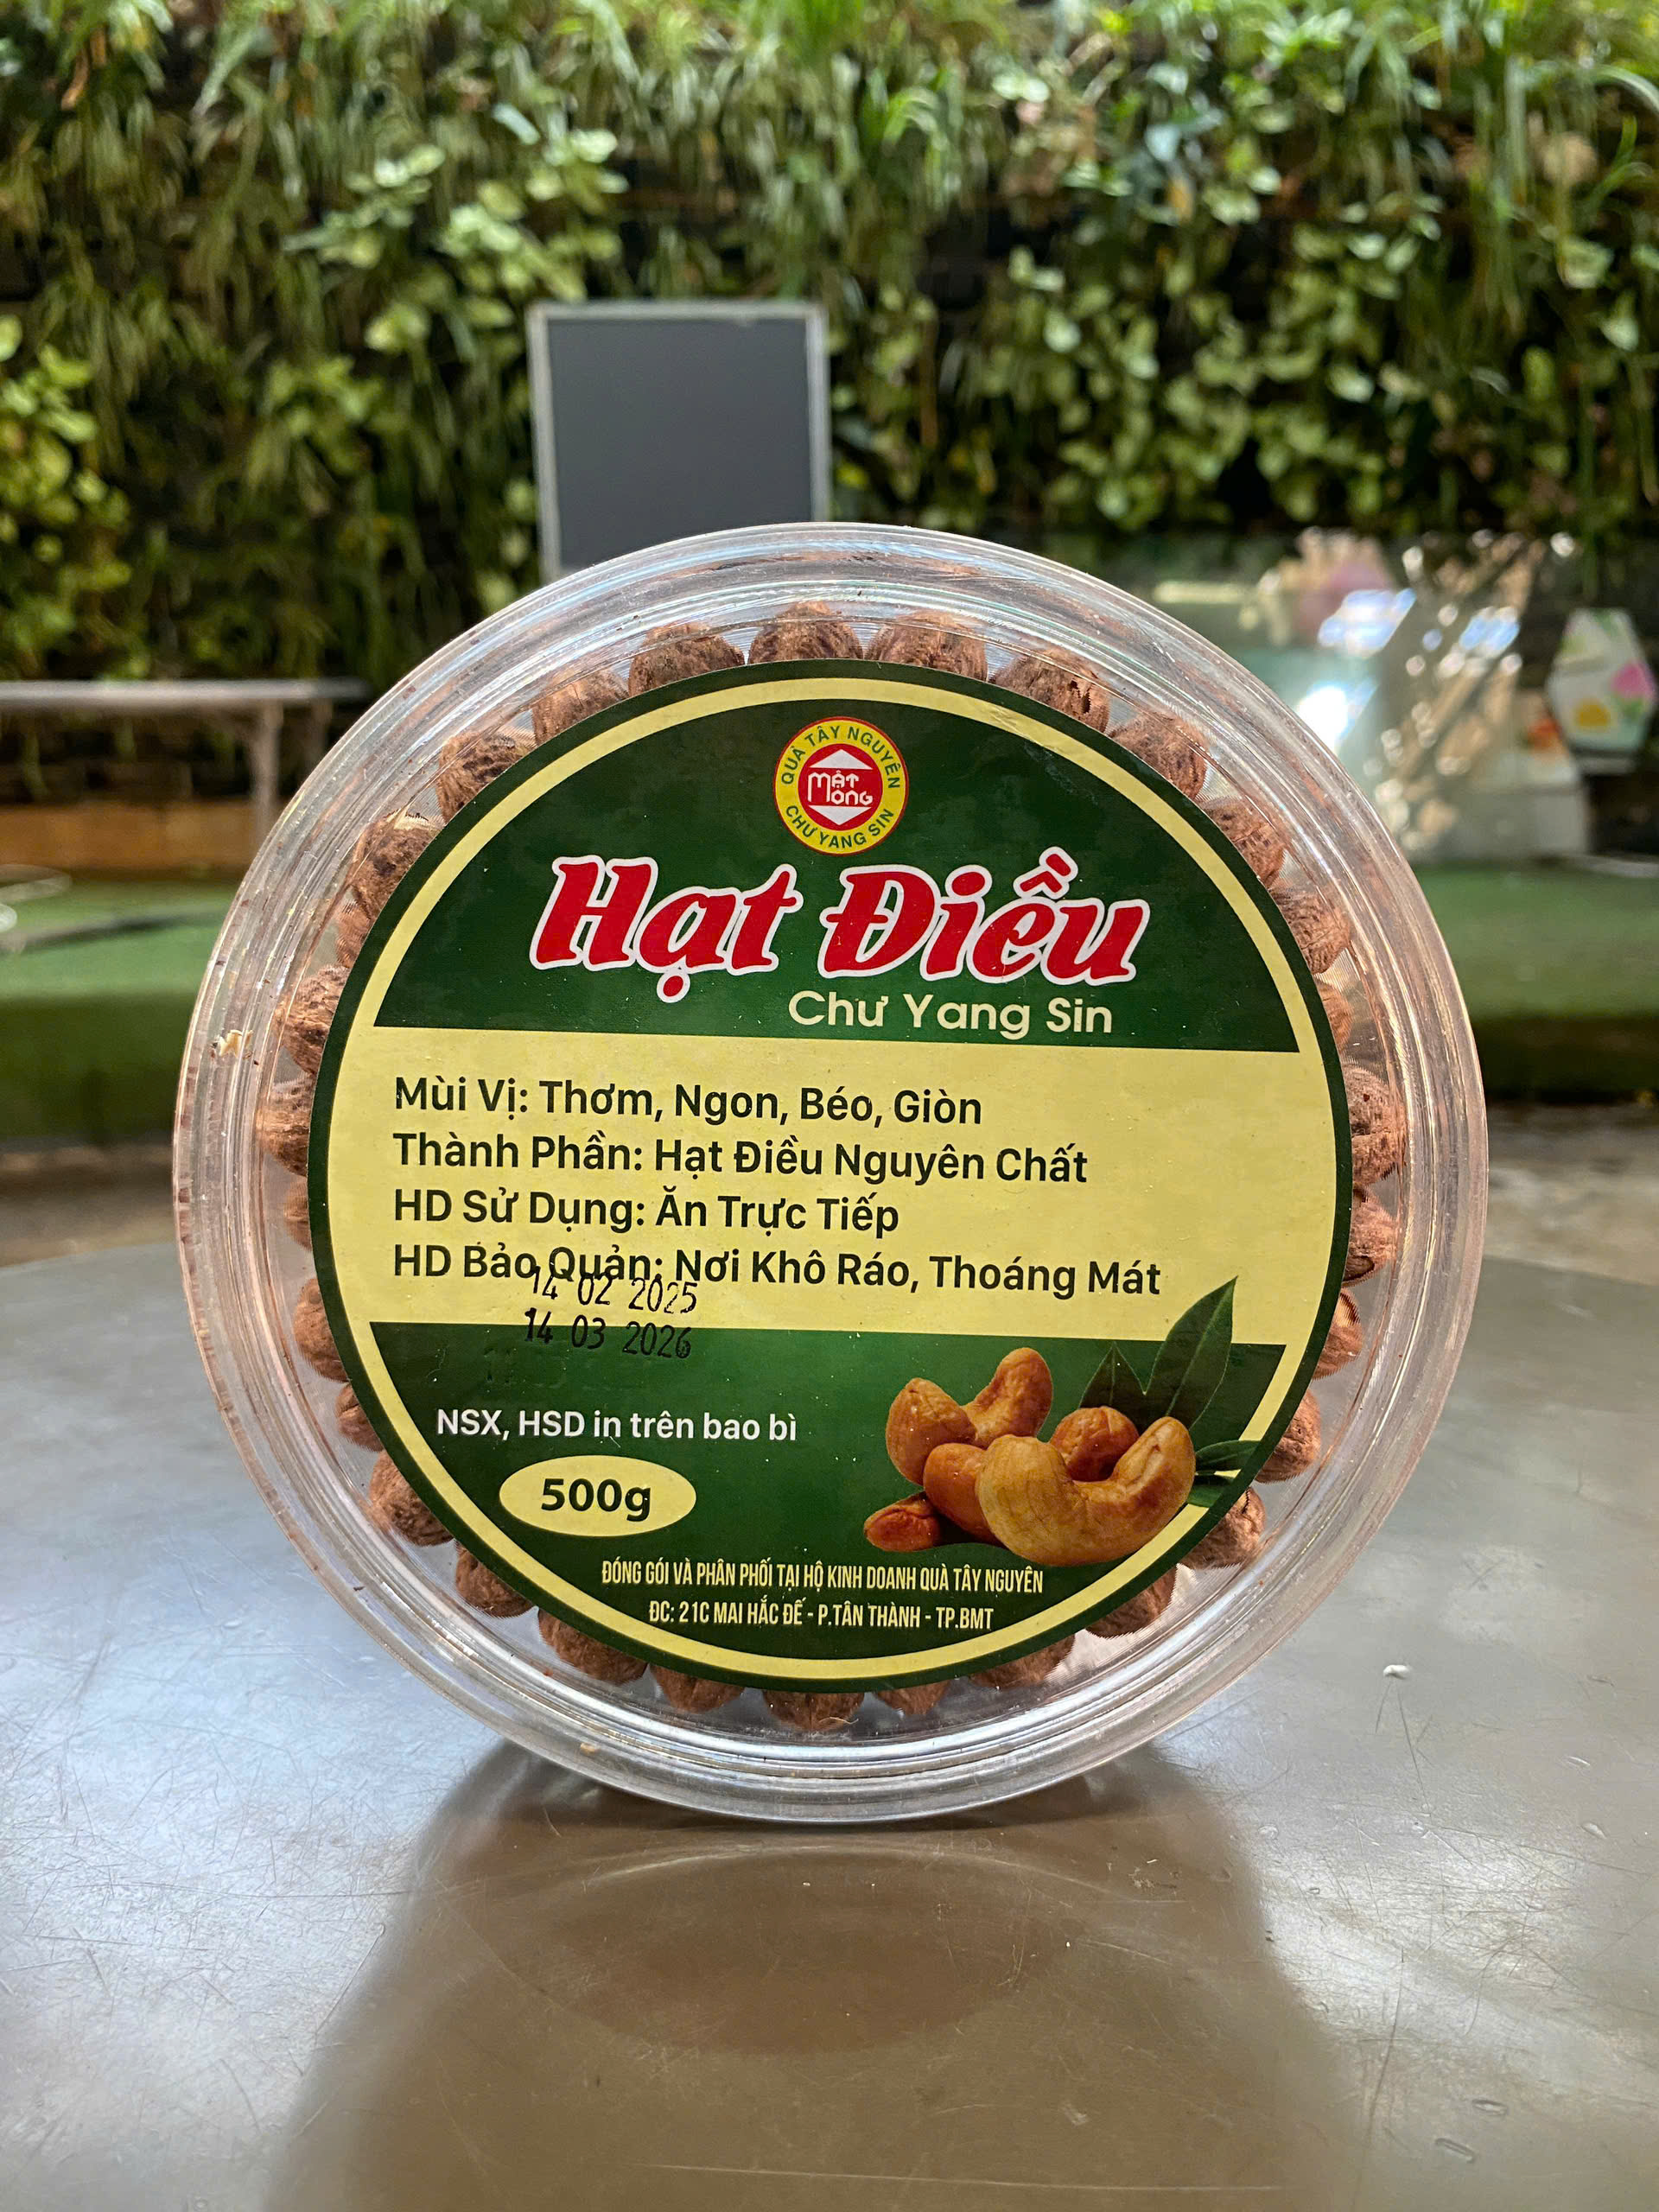 QUÀ TÂY NGUYÊN
MẬT ONG
CHƯ YANG SIN
Hạt Điều
Chư Yang Sin
Mùi Vị: Thơm, Ngon, Béo, Giòn
Thành Phần: Hạt Điều Nguyên Chất
HD Sử Dụng: Ăn Trực Tiếp
HD Bảo Quản: Nơi Khô Ráo, Thoáng Mát
14 02 2025
14 03 2026
NSX, HSD in trên bao bì
500g
ĐÓNG GÓI VÀ PHÂN PHỐI TẠI HỘ KINH DOANH QUÀ TÂY NGUYÊN
ĐC: 21C MAI HẮC ĐẾ - P.TÂN THÀNH - TP.BMT